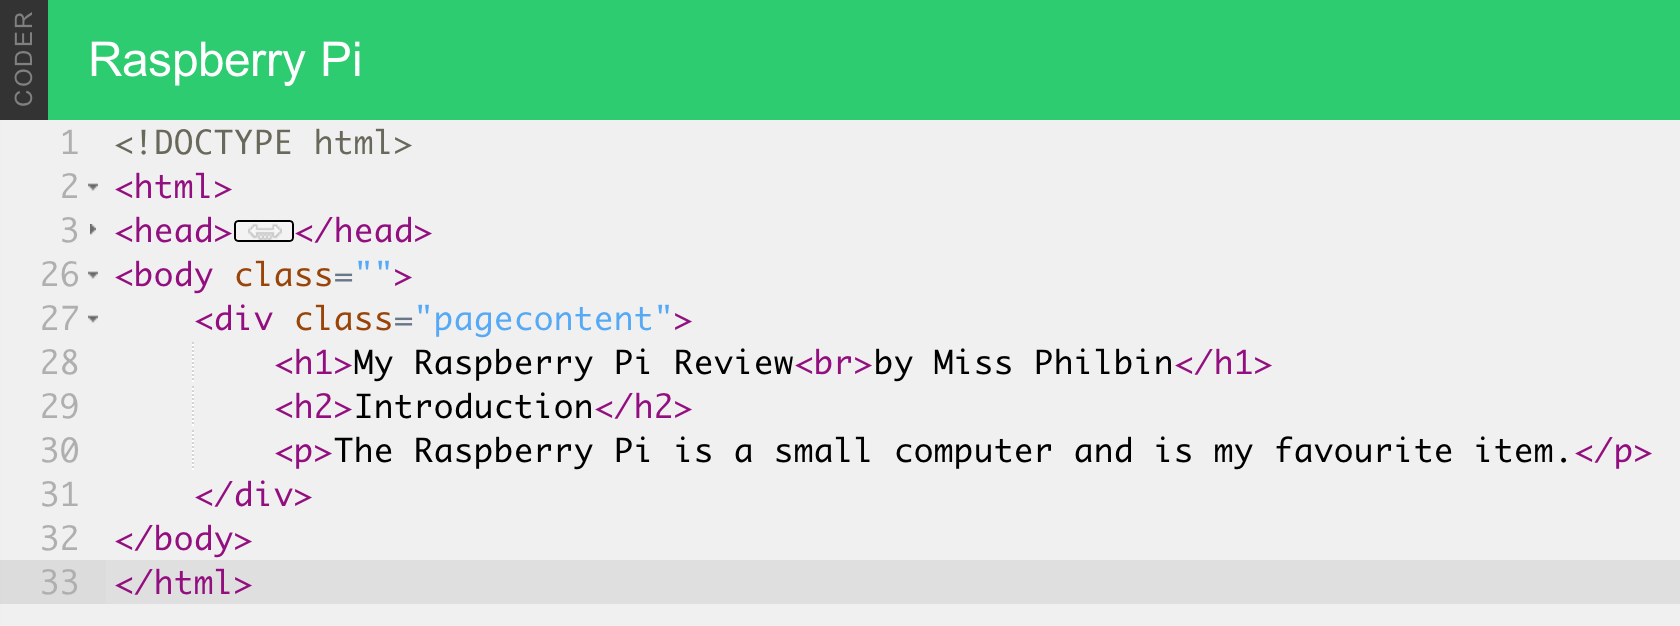 CODER
Raspberry Pi
1 <!DOCTYPE html>
2 <html>
3 <head></head>
26 <body class="">
27     <div class="pagecontent">
28         <h1>My Raspberry Pi Review<br>by Miss Philbin</h1>
29         <h2>Introduction</h2>
30         <p>The Raspberry Pi is a small computer and is my favourite item.</p>
31     </div>
32 </body>
33 </html>